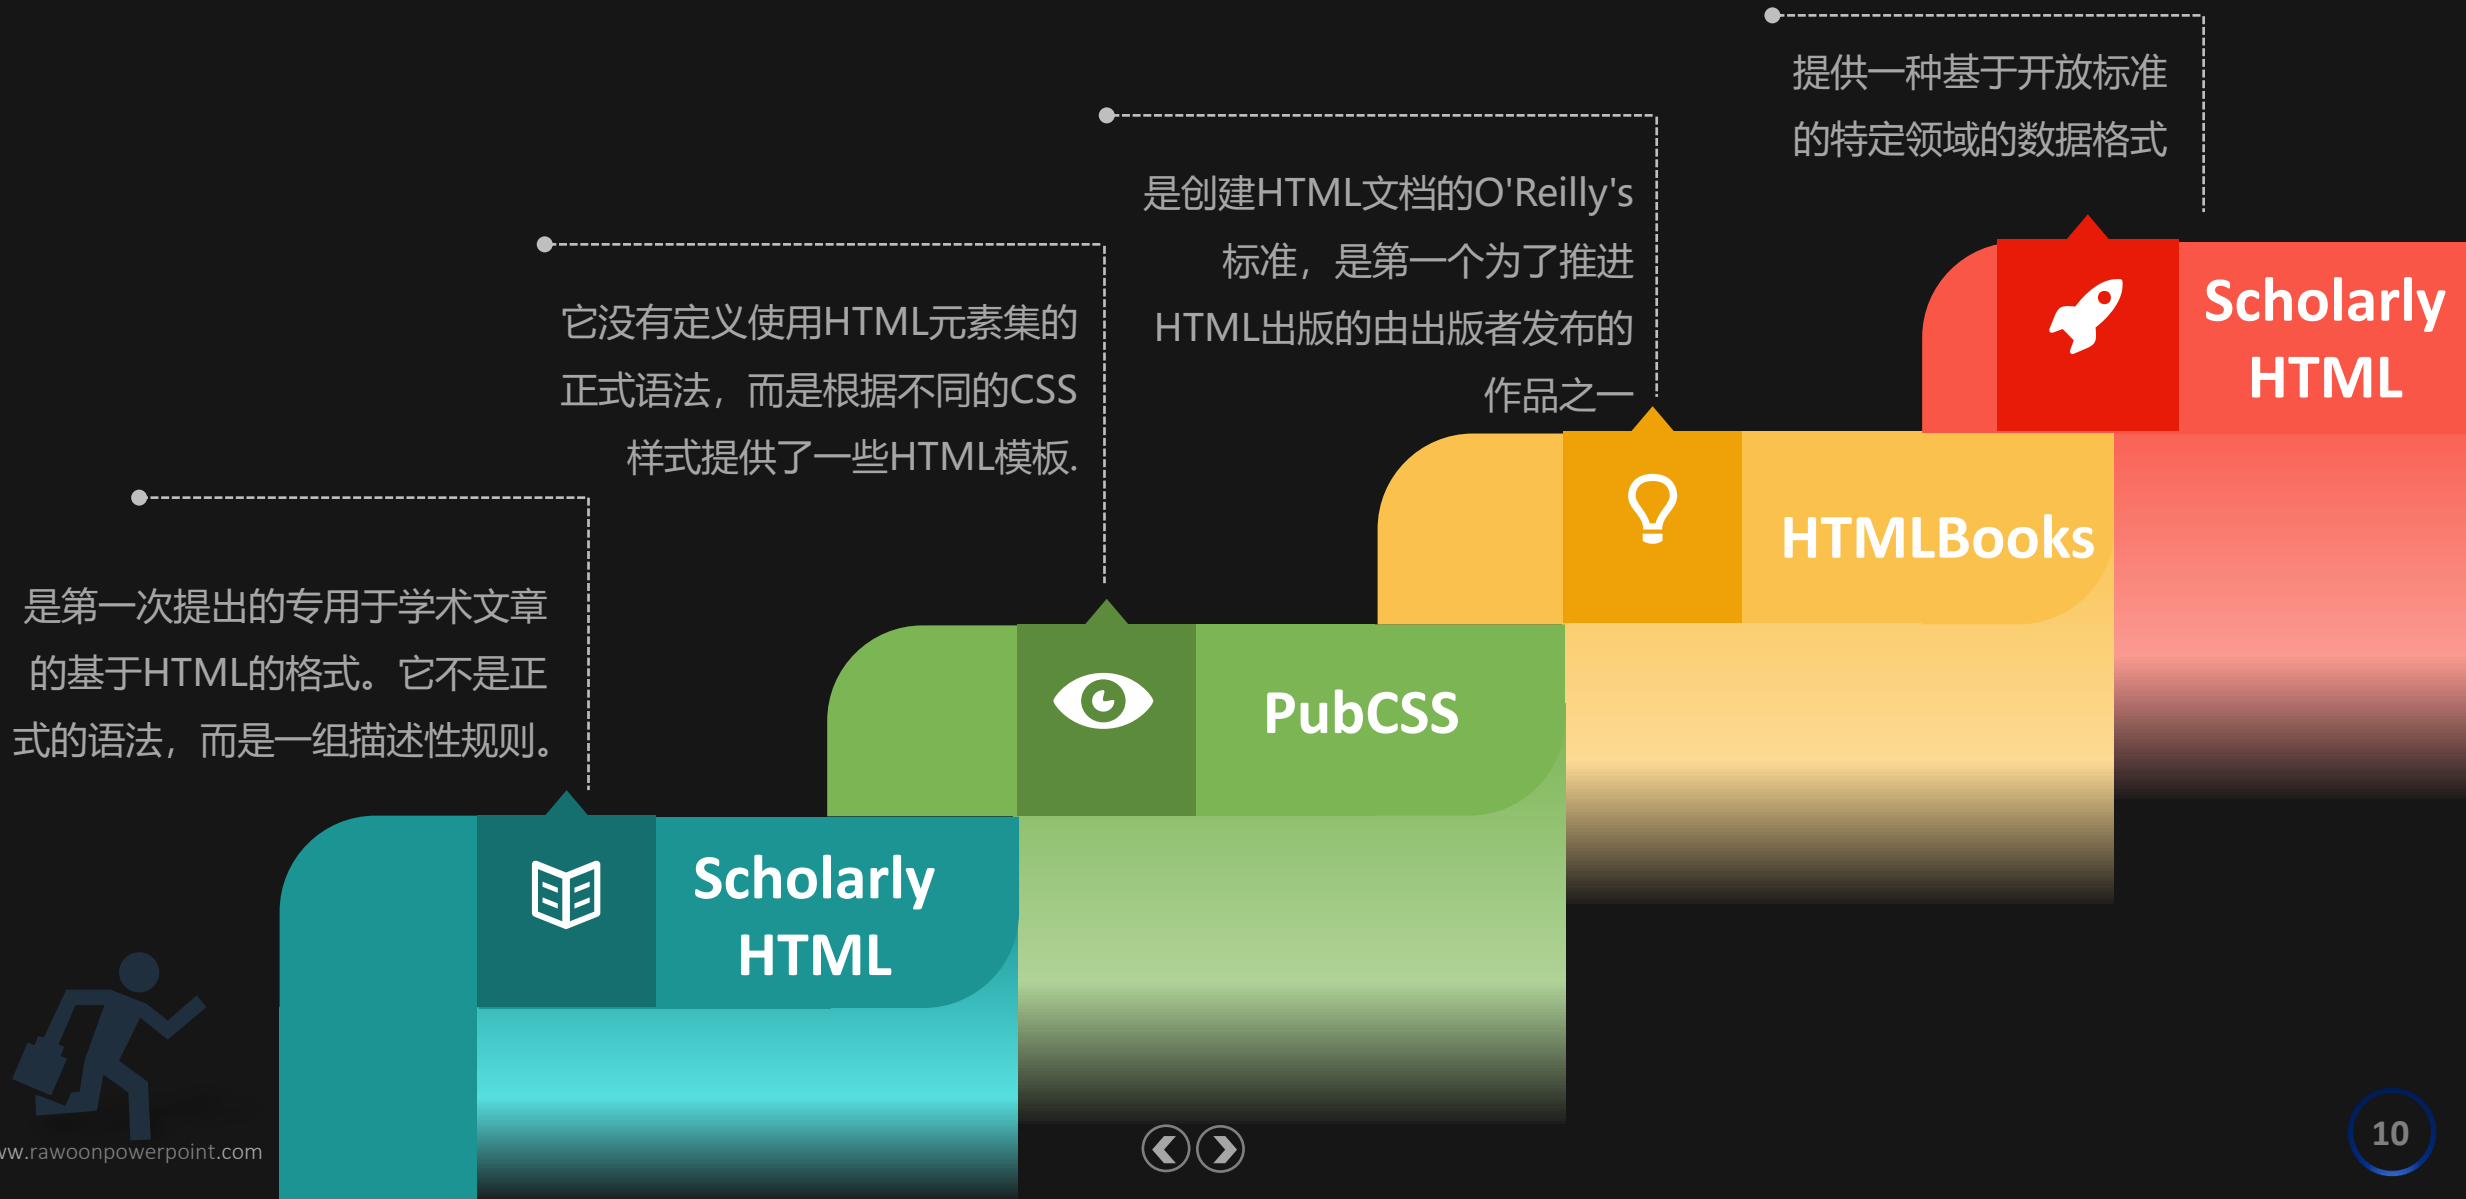 提供一种基于开放标准
的特定领域的数据格式
Scholarly
HTML
是创建HTML文档的O'Reilly's
标准，是第一个为了推进
HTML出版的由出版者发布的
作品之一
HTMLBooks
它没有定义使用HTML元素集的
正式语法，而是根据不同的CSS
样式提供了一些HTML模板.
PubCSS
是第一次提出的专用于学术文章
的基于HTML的格式。它不是正
式的语法，而是一组描述性规则。
Scholarly
HTML
w.rawoonpowerpoint.com
10